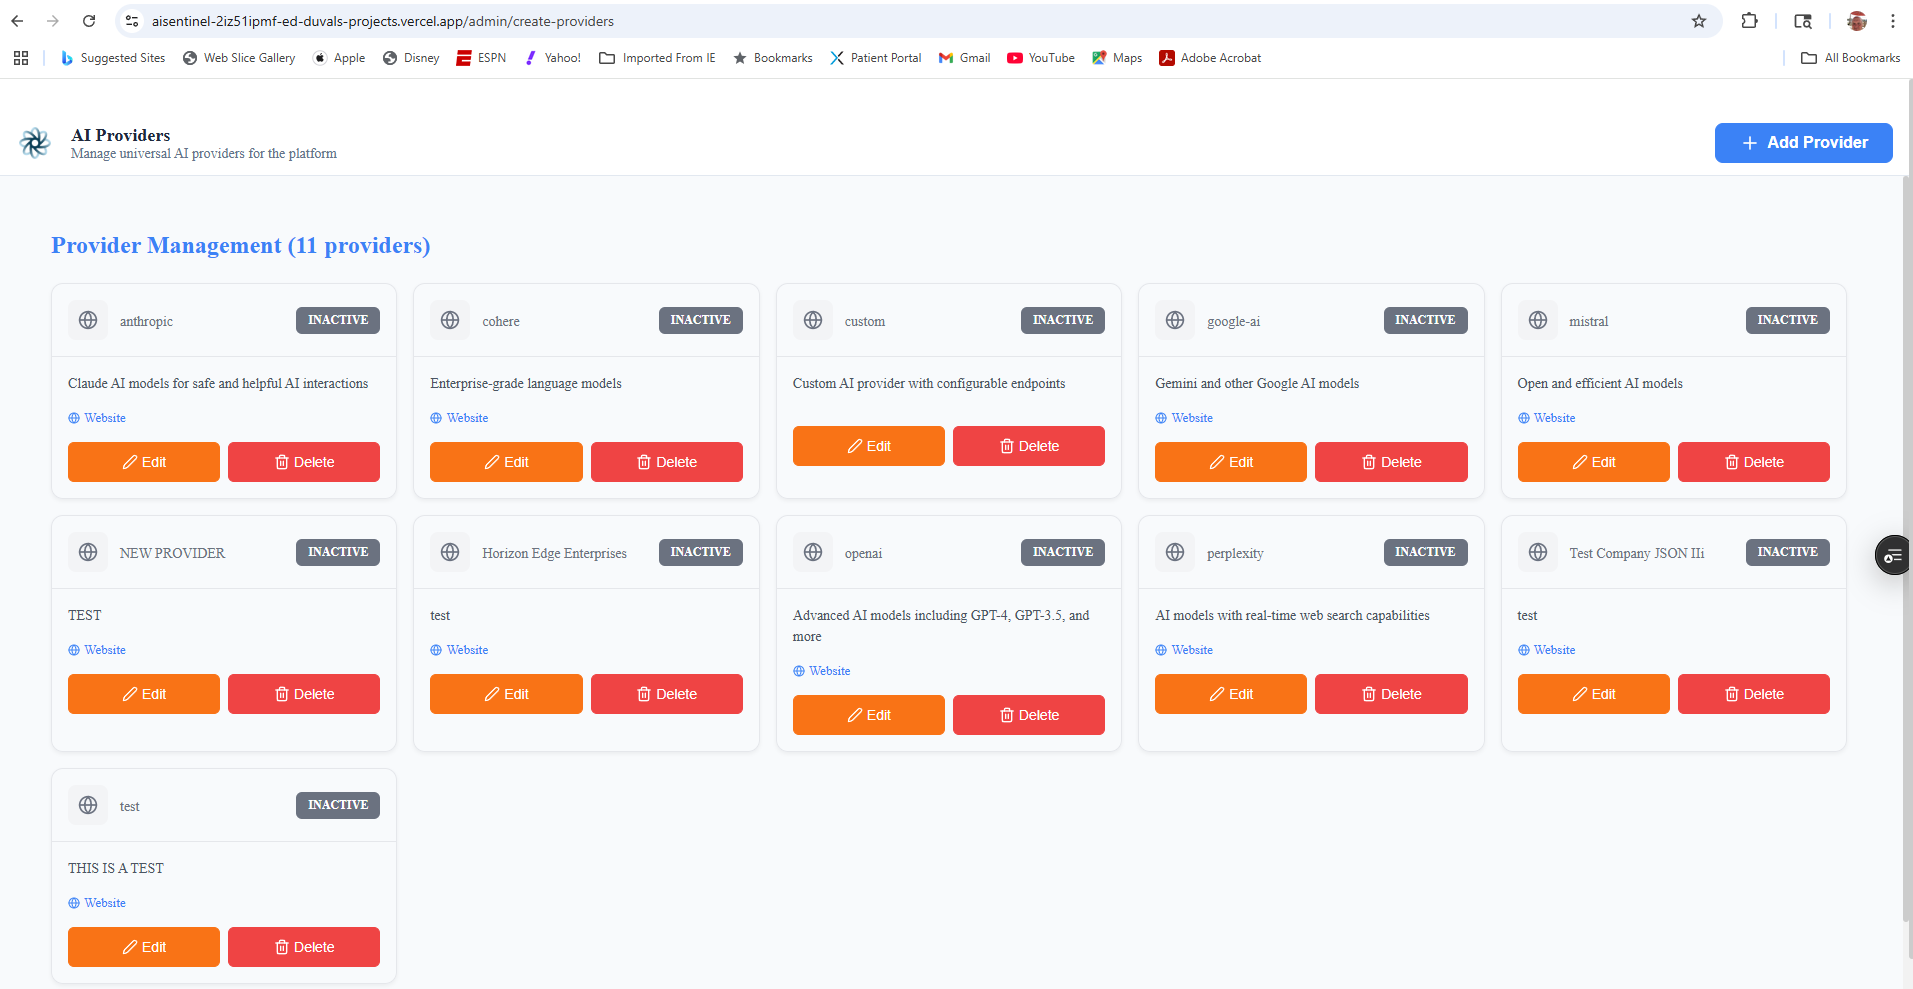 aisentinel-2iz51ipmf-ed-duvals-projects.vercel.app/admin/create-providers
Suggested Sites Web Slice Gallery Apple Disney ESPN Yahoo! Imported From IE Bookmarks Patient Portal Gmail YouTube Maps Adobe Acrobat All Bookmarks
AI Providers
Manage universal AI providers for the platform
Add Provider
Provider Management (11 providers)
anthropic INACTIVE
Claude AI models for safe and helpful AI interactions
Website
Edit Delete
cohere INACTIVE
Enterprise-grade language models
Website
Edit Delete
custom INACTIVE
Custom AI provider with configurable endpoints
Edit Delete
google-ai INACTIVE
Gemini and other Google AI models
Website
Edit Delete
mistral INACTIVE
Open and efficient AI models
Website
Edit Delete
NEW PROVIDER INACTIVE
TEST
Website
Edit Delete
Horizon Edge Enterprises INACTIVE
test
Website
Edit Delete
openai INACTIVE
Advanced AI models including GPT-4, GPT-3.5, and
more
Website
Edit Delete
perplexity INACTIVE
AI models with real-time web search capabilities
Website
Edit Delete
Test Company JSON IIi INACTIVE
test
Website
Edit Delete
test INACTIVE
THIS IS A TEST
Website
Edit Delete